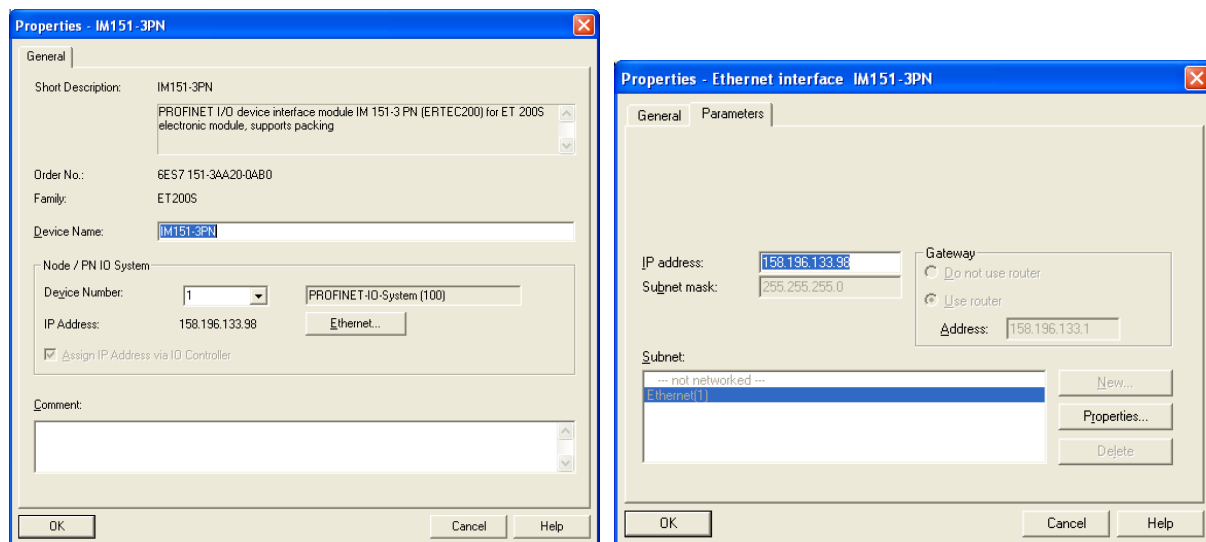 Properties - IM151-3PN
General
Short Description: IM151-3PN
PROFINET I/O device interface module IM 151-3 PN (ERTEC200) for ET 200S
electronic module, supports packing
Order No.: 6ES7 151-3AA20-0AB0
Family: ET200S
Device Name: IM151-3PN
Node / PN IO System
Device Number: 1 PROFINET-IO-System (100)
IP Address: 158.196.133.98 Ethernet...
Assign IP Address via IO Controller
Comment:
OK Cancel Help
Properties - Ethernet interface IM151-3PN
General Parameters
IP address: 158.196.133.98
Subnet mask: 255.255.255.0
Gateway
Do not use router
Use router
Address: 158.196.133.1
Subnet:
--- not networked ---
Ethernet(1)
New...
Properties...
Delete
OK Cancel Help